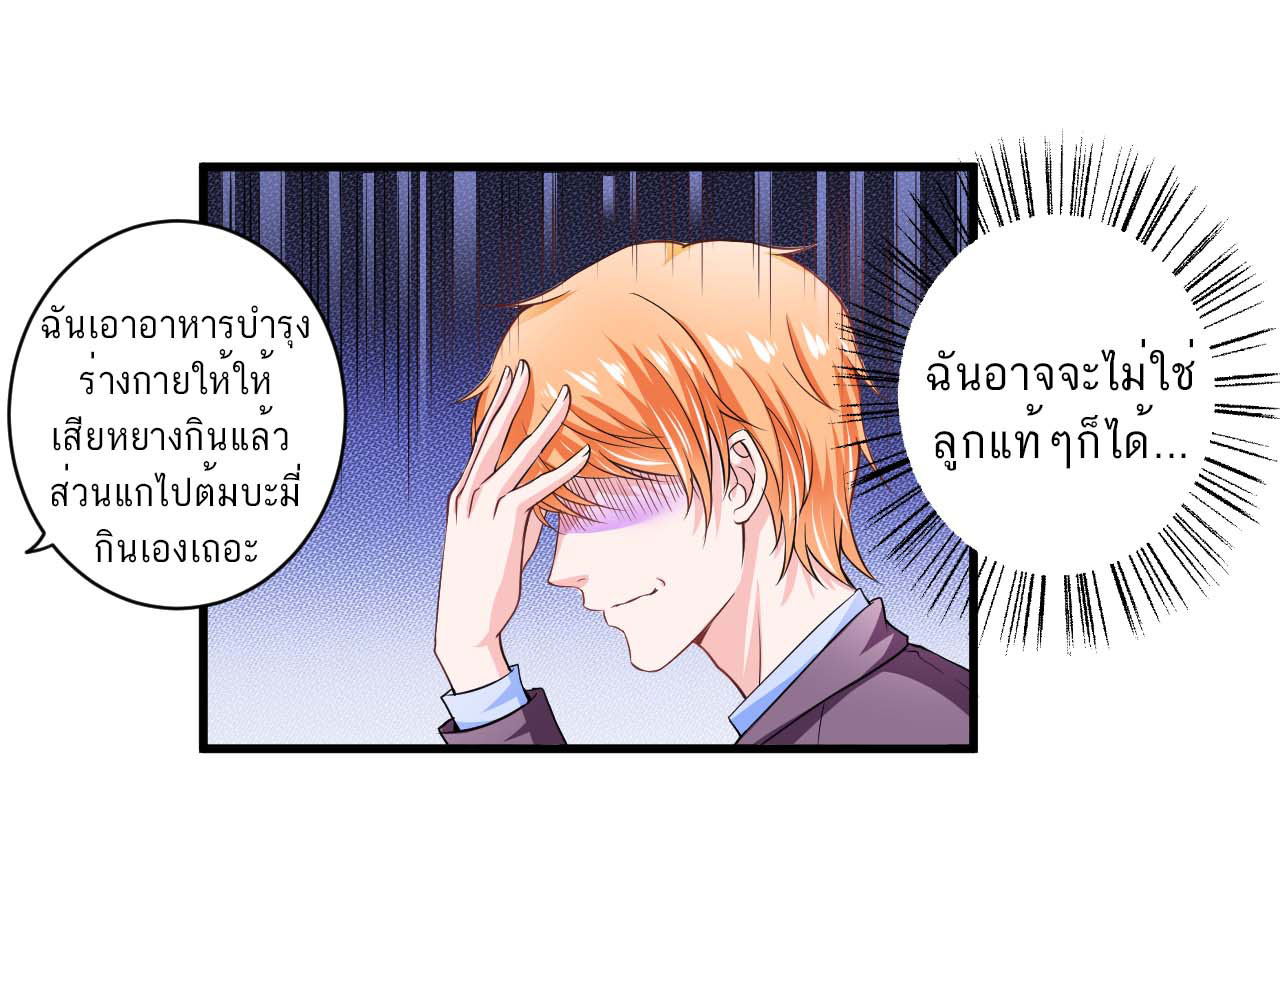 ฉันเอาอาหารบำรุง
ร่างกายให้ให้
เสียหยางกินแล้ว
ส่วนแกไปต้มบะมี่
กินเองเถอะ
ฉันอาจจะไม่ใช่
ลูกแท้ๆก็ได้...